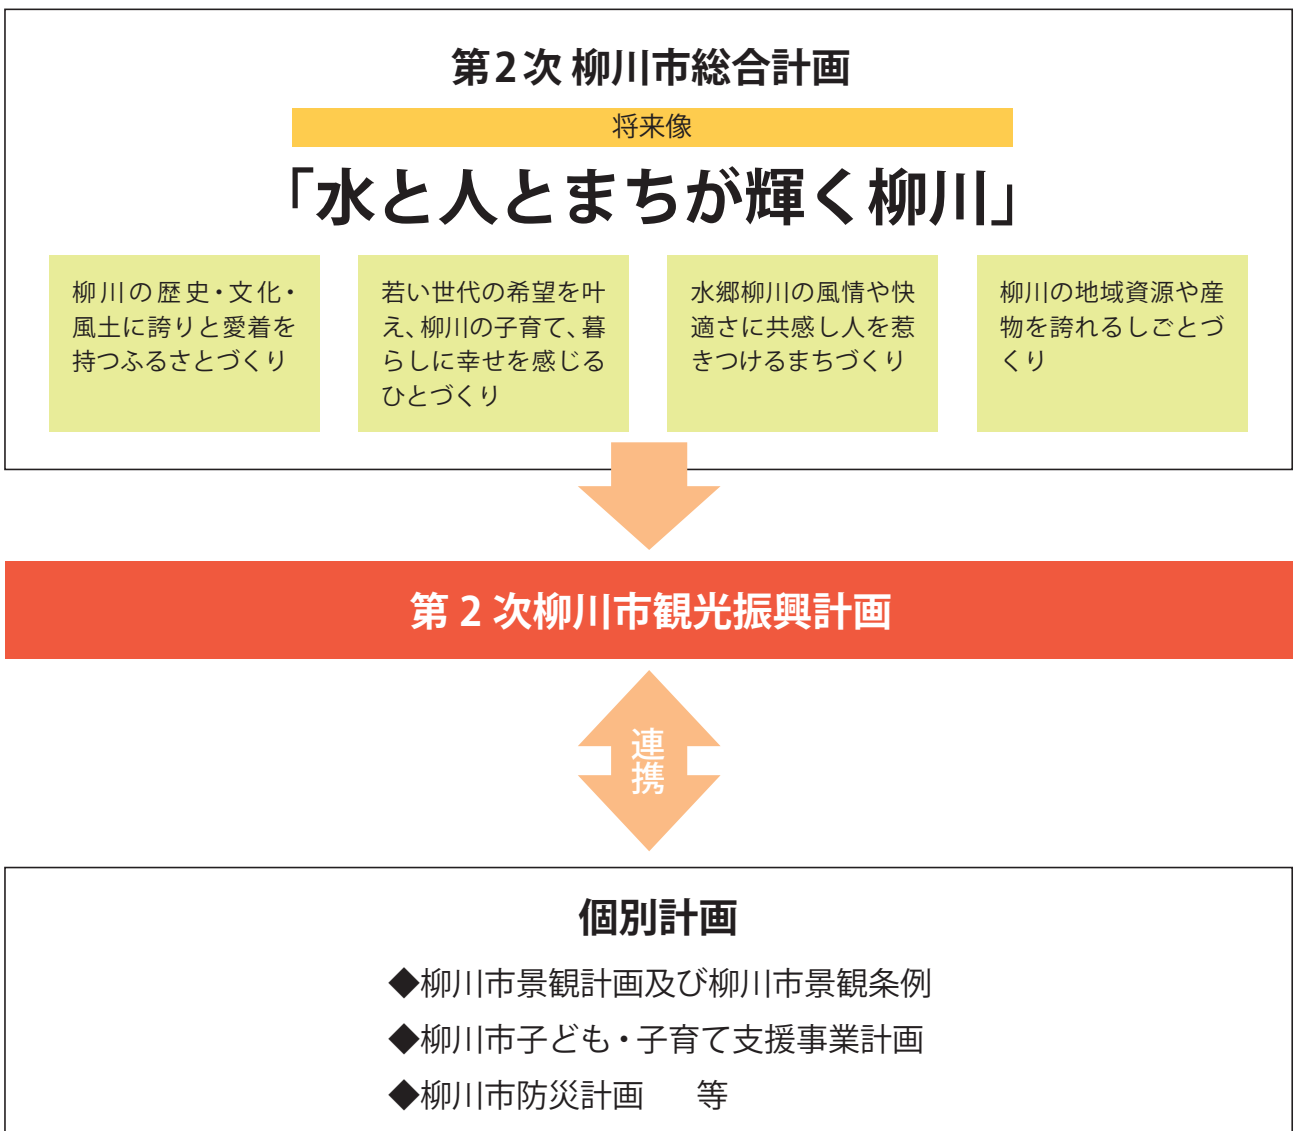 第2次 柳川市総合計画
将来像
「水と人とまちが輝く柳川」
柳川の歴史・文化・
風土に誇りと愛着を
持つふるさとづくり
若い世代の希望を叶
え、柳川の子育て、暮
らしに幸せを感じる
ひとづくり
水郷柳川の風情や快
適さに共感し人を惹
きつけるまちづくり
柳川の地域資源や産
物を誇れるしごとづ
くり
第 2 次柳川市観光振興計画
連携
個別計画
◆柳川市景観計画及び柳川市景観条例
◆柳川市子ども・子育て支援事業計画
◆柳川市防災計画　等